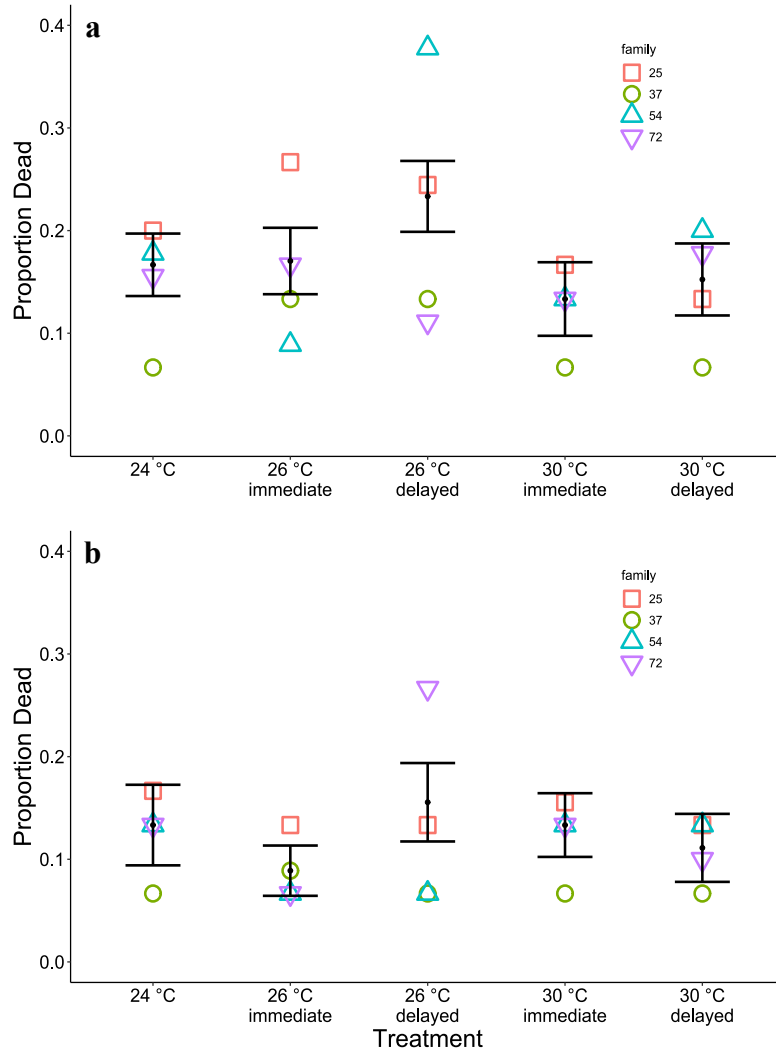 a
0.4
0.3
0.2
0.1
0.0
Proportion Dead
family
25
37
54
72
24 °C
26 °C
immediate
26 °C
delayed
30 °C
immediate
30 °C
delayed
b
0.4
0.3
0.2
0.1
0.0
Proportion Dead
family
25
37
54
72
24 °C
26 °C
immediate
26 °C
delayed
30 °C
immediate
30 °C
delayed
Treatment